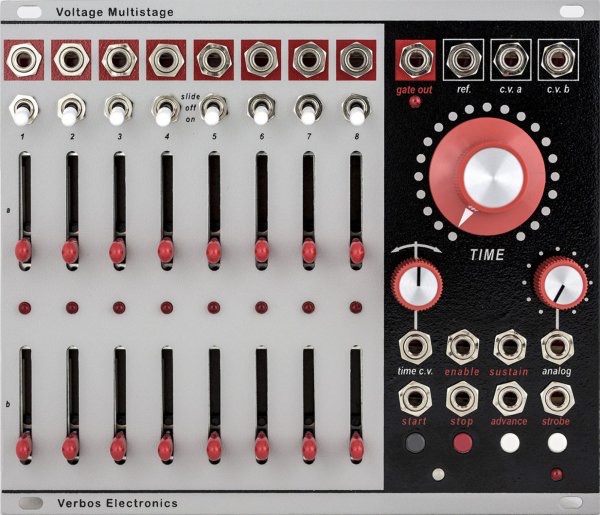 Voltage Multistage
gate out ref. c.v. a c.v. b
slide
off
on
1 2 3 4 5 6 7 8
a
TIME
time c.v. enable sustain analog
b
start stop advance strobe
Verbos Electronics